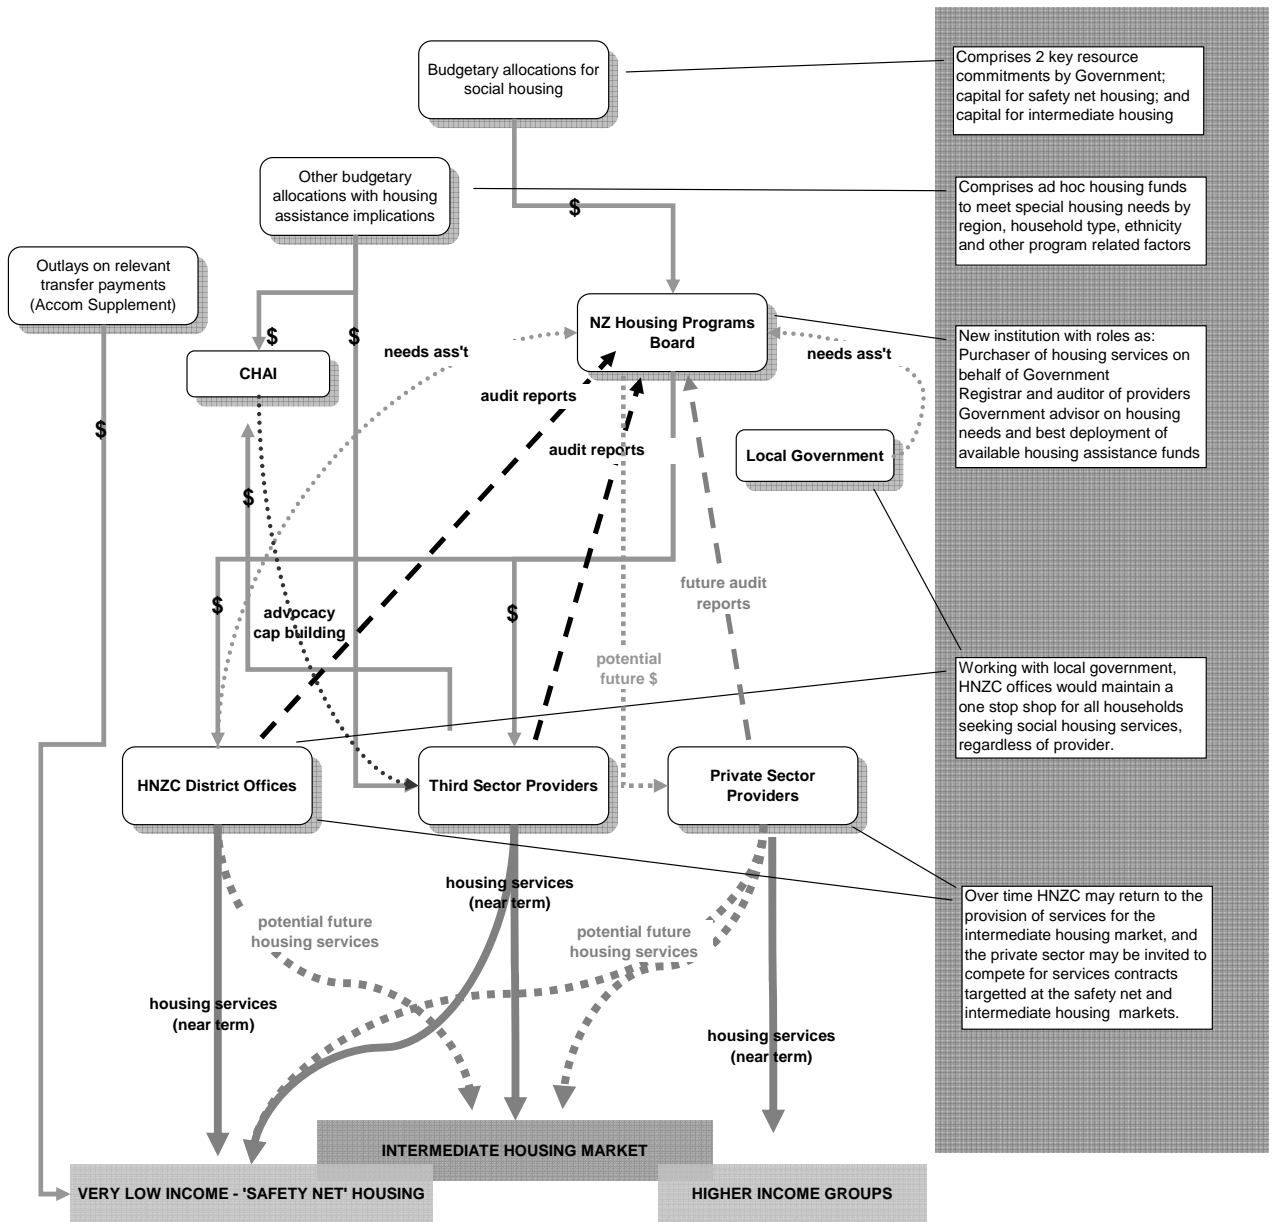 Budgetary allocations for
social housing
Comprises 2 key resource
commitments by Government;
capital for safety net housing; and
capital for intermediate housing
Other budgetary
allocations with housing
assistance implications
$
Comprises ad hoc housing funds
to meet special housing needs by
region, household type, ethnicity
and other program related factors
Outlays on relevant
transfer payments
(Accom Supplement)
NZ Housing Programs
Board
$
$
CHAI
needs ass't
needs ass't
New institution with roles as:
Purchaser of housing services on
behalf of Government
Registrar and auditor of providers
Government advisor on housing
needs and best deployment of
available housing assistance funds
audit reports
$
audit reports
Local Government
$
$
advocacy
cap building
$
future audit
reports
potential
future $
Working with local government,
HNZC offices would maintain a
one stop shop for all households
seeking social housing services,
regardless of provider.
HNZC District Offices
Third Sector Providers
Private Sector
Providers
housing services
(near term)
potential future
housing services
potential future
housing services
Over time HNZC may return to the
provision of services for the
intermediate housing market, and
the private sector may be invited to
compete for services contracts
targetted at the safety net and
intermediate housing markets.
housing services
(near term)
housing services
(near term)
INTERMEDIATE HOUSING MARKET
VERY LOW INCOME - 'SAFETY NET' HOUSING
HIGHER INCOME GROUPS